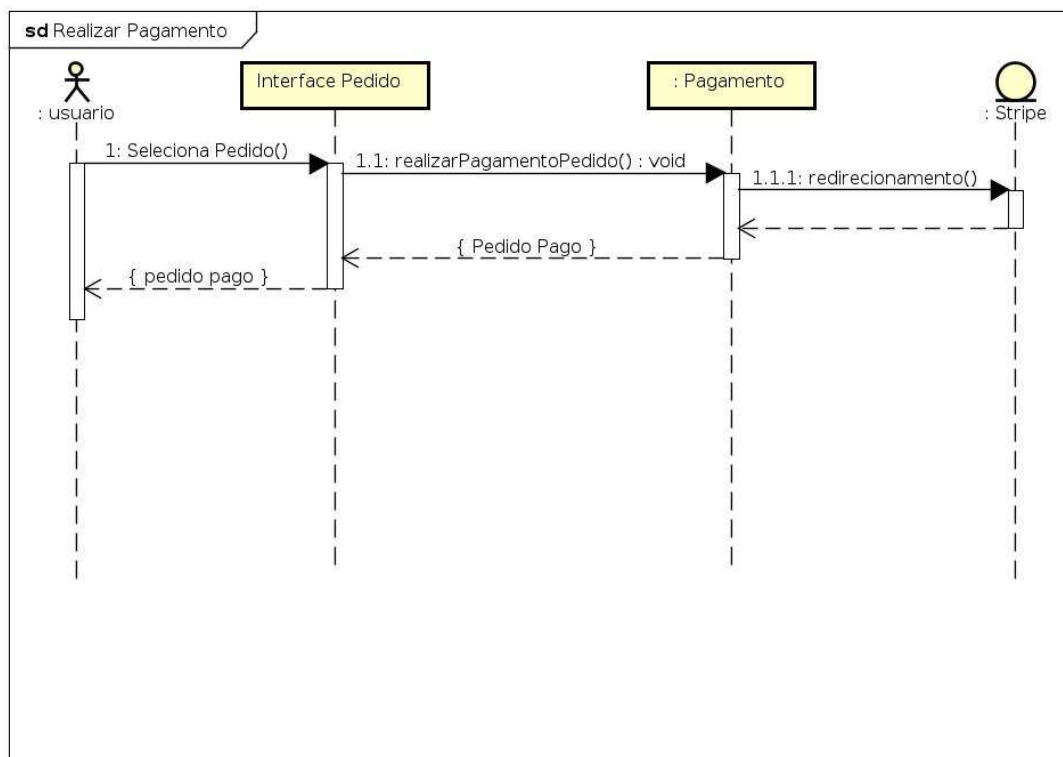 sd Realizar Pagamento
: usuario
Interface Pedido
: Pagamento
: Stripe
1: Seleciona Pedido()
1.1: realizarPagamentoPedido() : void
1.1.1: redirecionamento()
{ Pedido Pago }
{ pedido pago }